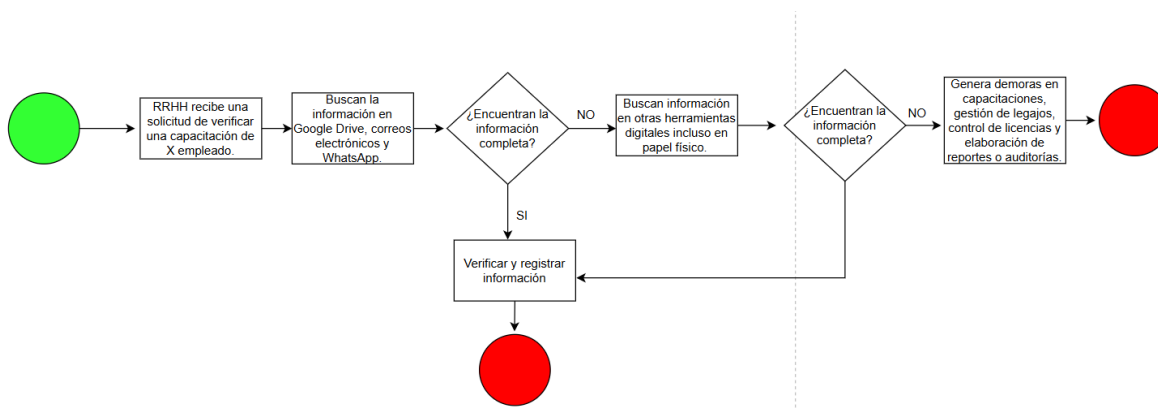 RRHH recibe una
solicitud de verificar
una capacitación de
X empleado.
Buscan la
información en
Google Drive, correos
electrónicos y
WhatsApp.
¿Encuentran la
información
completa?
NO
Buscan información
en otras herramientas
digitales incluso en
papel físico.
¿Encuentran la
información
completa?
NO
Genera demoras en
capacitaciones,
gestión de legajos,
control de licencias y
elaboración de
reportes o auditorías.
SI
Verificar y registrar
información